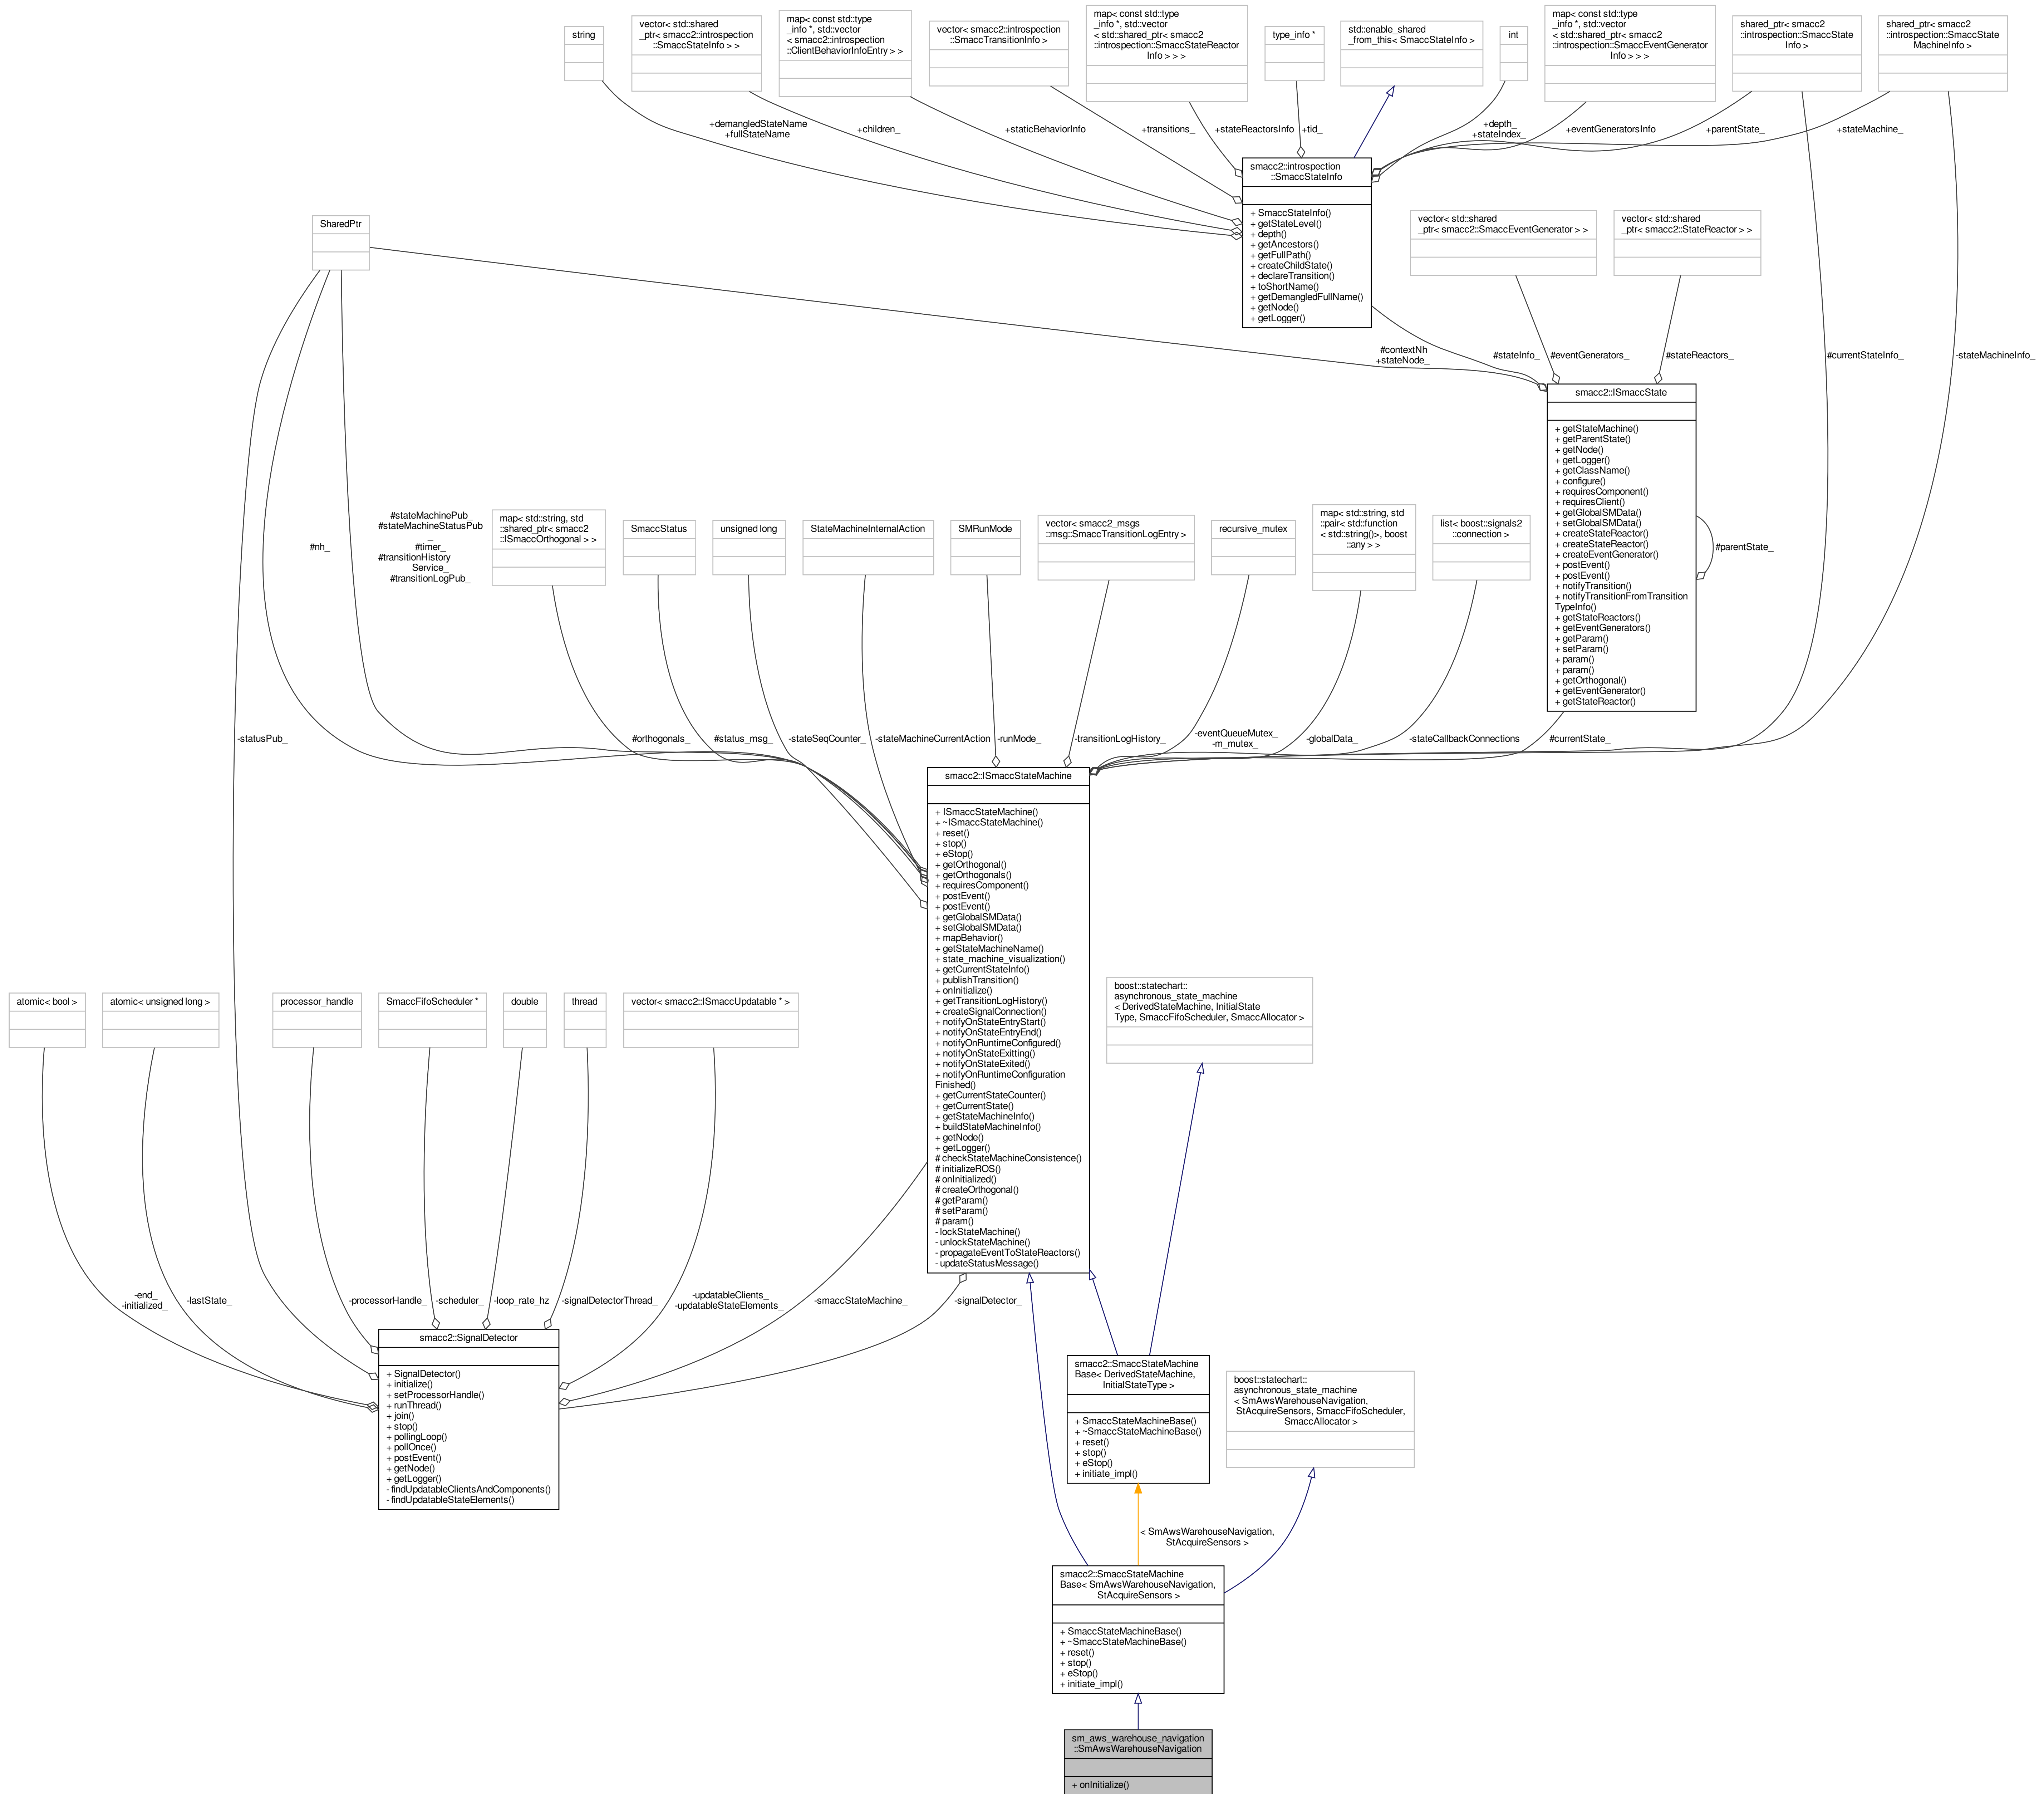 string
vector< std::shared
_ptr< smacc2::introspection
::SmaccStateInfo > >
map< const std::type
_info *, std::vector
< smacc2::introspection
::ClientBehaviorInfoEntry > >
vector< smacc2::introspection
::SmaccTransitionInfo >
map< const std::type
_info *, std::vector
< std::shared_ptr< smacc2
::introspection::SmaccStateReactor
Info > > >
type_info *
std::enable_shared
_from_this< SmaccStateInfo >
int
map< const std::type
_info *, std::vector
< std::shared_ptr< smacc2
::introspection::SmaccEventGenerator
Info > > >
shared_ptr< smacc2
::introspection::SmaccState
Info >
shared_ptr< smacc2
::introspection::SmaccState
MachineInfo >
+demangledStateName
+fullStateName
+children_
+staticBehaviorInfo
+transitions_
+stateReactorsInfo
+tid_
+depth_
+stateIndex_
+eventGeneratorsInfo
+parentState_
+stateMachine_
smacc2::introspection
::SmaccStateInfo
+ SmaccStateInfo()
+ getStateLevel()
+ depth()
+ getAncestors()
+ getFullPath()
+ createChildState()
+ declareTransition()
+ toShortName()
+ getDemangledFullName()
+ getNode()
+ getLogger()
SharedPtr
vector< std::shared
_ptr< smacc2::SmaccEventGenerator > >
vector< std::shared
_ptr< smacc2::StateReactor > >
#contextNh
+stateNode_
#stateInfo_
#eventGenerators_
#stateReactors_
#currentStateInfo_
-stateMachineInfo_
smacc2::ISmaccState
+ getStateMachine()
+ getParentState()
+ getNode()
+ getLogger()
+ getClassName()
+ configure()
+ requiresComponent()
+ requiresClient()
+ getGlobalSMData()
+ setGlobalSMData()
+ createStateReactor()
+ createStateReactor()
+ createEventGenerator()
+ postEvent()
+ postEvent()
+ notifyTransition()
+ notifyTransitionFromTransition
TypeInfo()
+ getStateReactors()
+ getEventGenerators()
+ getParam()
+ setParam()
+ param()
+ param()
+ getOrthogonal()
+ getEventGenerator()
+ getStateReactor()
#parentState_
#nh_
#stateMachinePub_
#stateMachineStatusPub
_
#timer_
#transitionHistory
Service_
#transitionLogPub_
map< std::string, std
::shared_ptr< smacc2
::ISmaccOrthogonal > >
SmaccStatus
unsigned long
StateMachineInternalAction
SMRunMode
vector< smacc2_msgs
::msg::SmaccTransitionLogEntry >
recursive_mutex
map< std::string, std
::pair< std::function
< std::string()>, boost
::any > >
list< boost::signals2
::connection >
-statusPub_
#orthogonals_
#status_msg_
-stateSeqCounter_
-stateMachineCurrentAction
-runMode_
-transitionLogHistory_
-eventQueueMutex_
-m_mutex_
-globalData_
-stateCallbackConnections
#currentState_
smacc2::ISmaccStateMachine
+ ISmaccStateMachine()
+ ~ISmaccStateMachine()
+ reset()
+ stop()
+ eStop()
+ getOrthogonal()
+ getOrthogonals()
+ requiresComponent()
+ postEvent()
+ postEvent()
+ getGlobalSMData()
+ setGlobalSMData()
+ mapBehavior()
+ getStateMachineName()
+ state_machine_visualization()
+ getCurrentStateInfo()
+ publishTransition()
+ onInitialize()
+ getTransitionLogHistory()
+ createSignalConnection()
+ notifyOnStateEntryStart()
+ notifyOnStateEntryEnd()
+ notifyOnRuntimeConfigured()
+ notifyOnStateExitting()
+ notifyOnStateExited()
+ notifyOnRuntimeConfiguration
Finished()
+ getCurrentStateCounter()
+ getCurrentState()
+ getStateMachineInfo()
+ buildStateMachineInfo()
+ getNode()
+ getLogger()
# checkStateMachineConsistence()
# initializeROS()
# onInitialized()
# createOrthogonal()
# getParam()
# setParam()
# param()
- lockStateMachine()
- unlockStateMachine()
- propagateEventToStateReactors()
- updateStatusMessage()
atomic< bool >
atomic< unsigned long >
processor_handle
SmaccFifoScheduler *
double
thread
vector< smacc2::ISmaccUpdatable * >
boost::statechart::
asynchronous_state_machine
< DerivedStateMachine, InitialState
Type, SmaccFifoScheduler, SmaccAllocator >
-end_
-initialized_
-lastState_
-processorHandle_
-scheduler_
-loop_rate_hz
-signalDetectorThread_
-updatableClients_
-updatableStateElements_
-smaccStateMachine_
-signalDetector_
smacc2::SignalDetector
+ SignalDetector()
+ initialize()
+ setProcessorHandle()
+ runThread()
+ join()
+ stop()
+ pollingLoop()
+ pollOnce()
+ postEvent()
+ getNode()
+ getLogger()
- findUpdatableClientsAndComponents()
- findUpdatableStateElements()
smacc2::SmaccStateMachine
Base< DerivedStateMachine,
InitialStateType >
+ SmaccStateMachineBase()
+ ~SmaccStateMachineBase()
+ reset()
+ stop()
+ eStop()
+ initiate_impl()
boost::statechart::
asynchronous_state_machine
< SmAwsWarehouseNavigation,
StAcquireSensors, SmaccFifoScheduler,
SmaccAllocator >
< SmAwsWarehouseNavigation,
StAcquireSensors >
smacc2::SmaccStateMachine
Base< SmAwsWarehouseNavigation,
StAcquireSensors >
+ SmaccStateMachineBase()
+ ~SmaccStateMachineBase()
+ reset()
+ stop()
+ eStop()
+ initiate_impl()
sm_aws_warehouse_navigation
::SmAwsWarehouseNavigation
+ onInitialize()